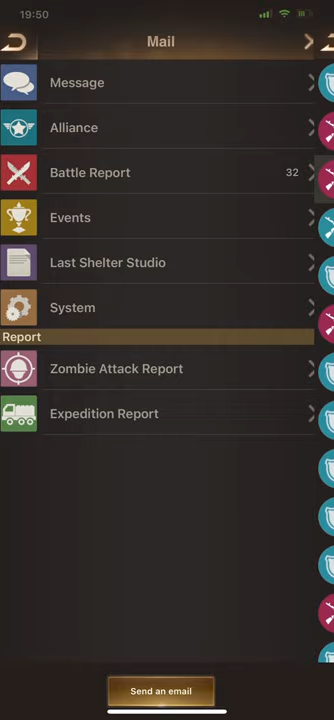 19:50
Mail
Message
Alliance
Battle Report 32
Events
Last Shelter Studio
System
Report
Zombie Attack Report
Expedition Report
Send an email